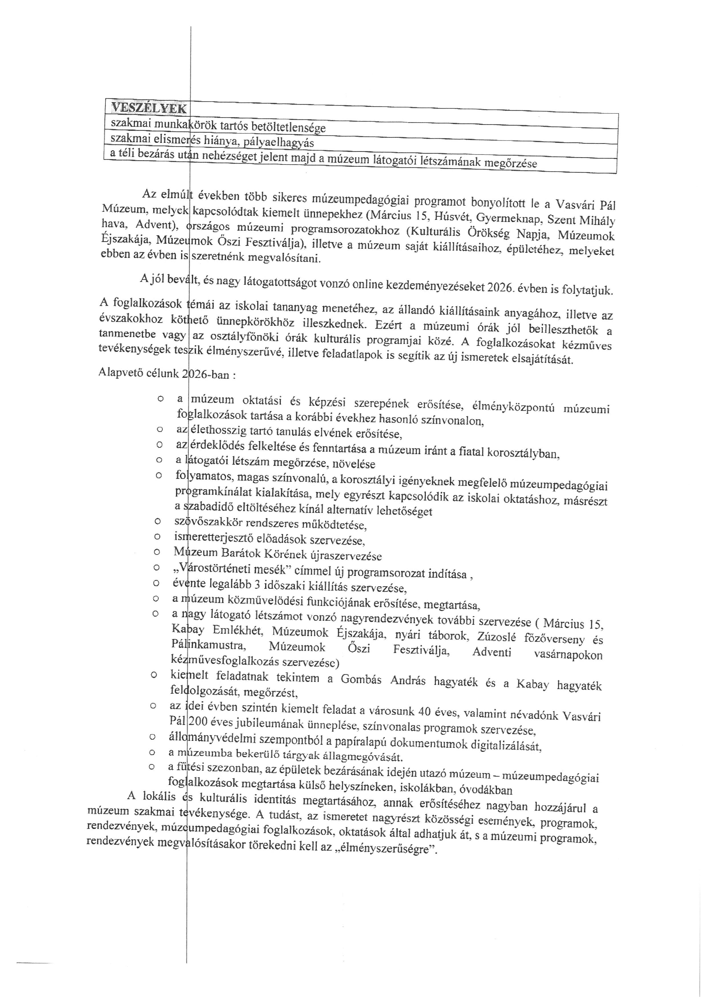 VESZÉLYEK
szakmai munkakörök tartós betöltetlensége
szakmai elismerés hiánya, pályaelhagyás
a téli bezárás után nehézséget jelent majd a múzeum látogatói létszámának megőrzése
Az elmúlt években több sikeres múzeumpedagógiai programot bonyolított le a Vasvári Pál
Múzeum, melyek kapcsolódtak kiemelt ünnepekhez (Március 15, Húsvét, Gyermeknap, Szent Mihály
hava, Advent), országos múzeumi programsorozatokhoz (Kulturális Örökség Napja, Múzeumok
Éjszakája, Múzeumok Őszi Fesztiválja), illetve a múzeum saját kiállításaihoz, épületéhez, melyeket
ebben az évben is szeretnénk megvalósítani.
A jól bevált, és nagy látogatottságot vonzó online kezdeményezéseket 2026. évben is folytatjuk.
A foglalkozások témái az iskolai tananyag menetéhez, az állandó kiállításaink anyagához, illetve az
évszakokhoz köthető ünnepkörökhöz illeszkednek. Ezért a múzeumi órák jól beilleszthetők a
tanmenetbe vagy az osztályfőnöki órák kulturális programjai közé. A foglalkozásokat kézműves
tevékenységek teszik élményszerűvé, illetve feladatlapok is segítik az új ismeretek elsajátítását.
Alapvető célunk 2026-ban :
o a múzeum oktatási és képzési szerepének erősítése, élményközpontú múzeumi
foglalkozások tartása a korábbi évekhez hasonló színvonalon,
o az élethosszig tartó tanulás elvének erősítése,
o az érdeklődés felkeltése és fenntartása a múzeum iránt a fiatal korosztályban,
o a látogatói létszám megőrzése, növelése
o folyamatos, magas színvonalú, a korosztályi igényeknek megfelelő múzeumpedagógiai
programkínálat kialakítása, mely egyrészt kapcsolódik az iskolai oktatáshoz, másrészt
a szabadidő eltöltéséhez kínál alternatív lehetőséget
o szövőszakkör rendszeres működtetése,
o ismeretterjesztő előadások szervezése,
o Múzeum Barátok Körének újraszervezése
o „Várostörténeti mesék” címmel új programsorozat indítása ,
o évente legalább 3 időszaki kiállítás szervezése,
o a múzeum közművelődési funkciójának erősítése, megtartása,
o a nagy látogató létszámot vonzó nagyrendezvények további szervezése ( Március 15,
Kabay Emlékhét, Múzeumok Éjszakája, nyári táborok, Zúzoslé főzőverseny és
Pálinkamustra, Múzeumok Őszi Fesztiválja, Adventi vasárnapokon
kézművesfoglalkozás szervezése)
o kiemelt feladatnak tekintem a Gombás András hagyaték és a Kabay hagyaték
feldolgozását, megőrzést,
o az idei évben szintén kiemelt feladat a városunk 40 éves, valamint névadónk Vasvári
Pál 200 éves jubileumának ünneplése, színvonalas programok szervezése,
o állományvédelmi szempontból a papíralapú dokumentumok digitalizálását,
o a múzeumba bekerülő tárgyak állagmegóvását.
o a fűtési szezonban, az épületek bezárásának idején utazó múzeum – múzeumpedagógiai
foglalkozások megtartása külső helyszíneken, iskolákban, óvodákban
A lokális és kulturális identitás megtartásához, annak erősítéséhez nagyban hozzájárul a
múzeum szakmai tevékenysége. A tudást, az ismeretet nagyrészt közösségi események, programok,
rendezvények, múzeumpedagógiai foglalkozások, oktatások által adhatjuk át, s a múzeumi programok,
rendezvények megvalósításakor törekedni kell az „élményszerűségre”.